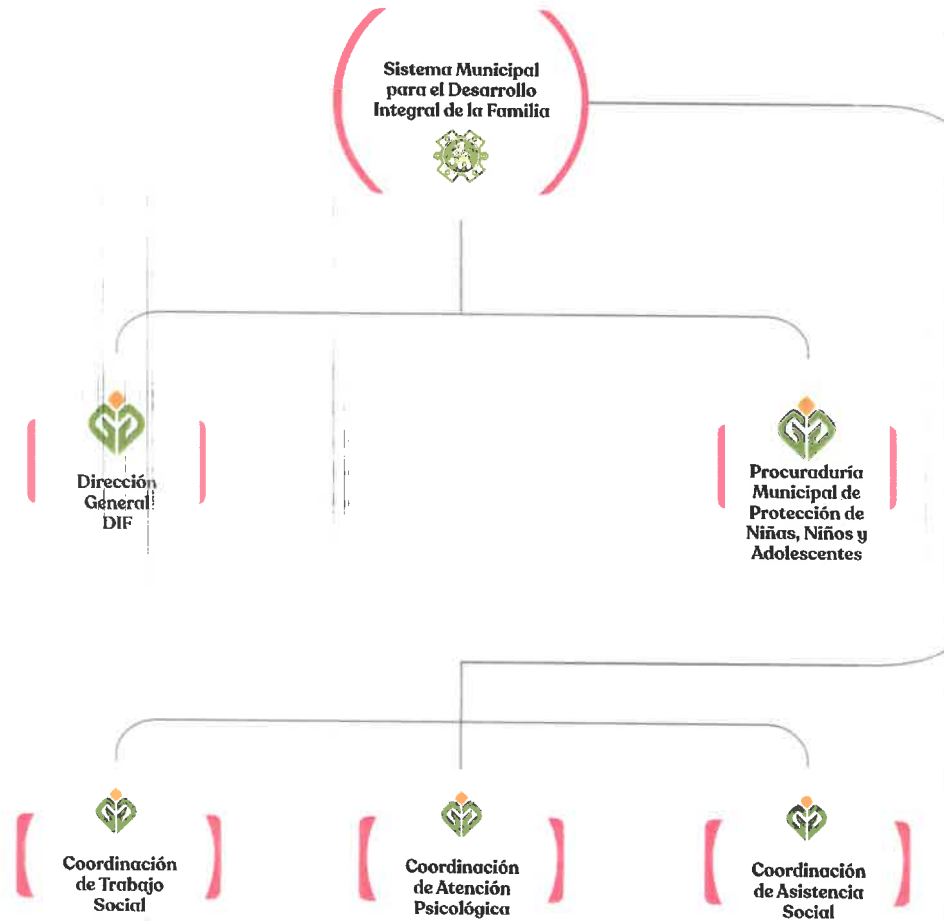 Sistema Municipal
para el Desarrollo
Integral de la Familia
Dirección
General
DIF
Procuraduría
Municipal de
Protección de
Niñas, Niños y
Adolescentes
Coordinación
de Trabajo
Social
Coordinación
de Atención
Psicológica
Coordinación
de Asistencia
Social